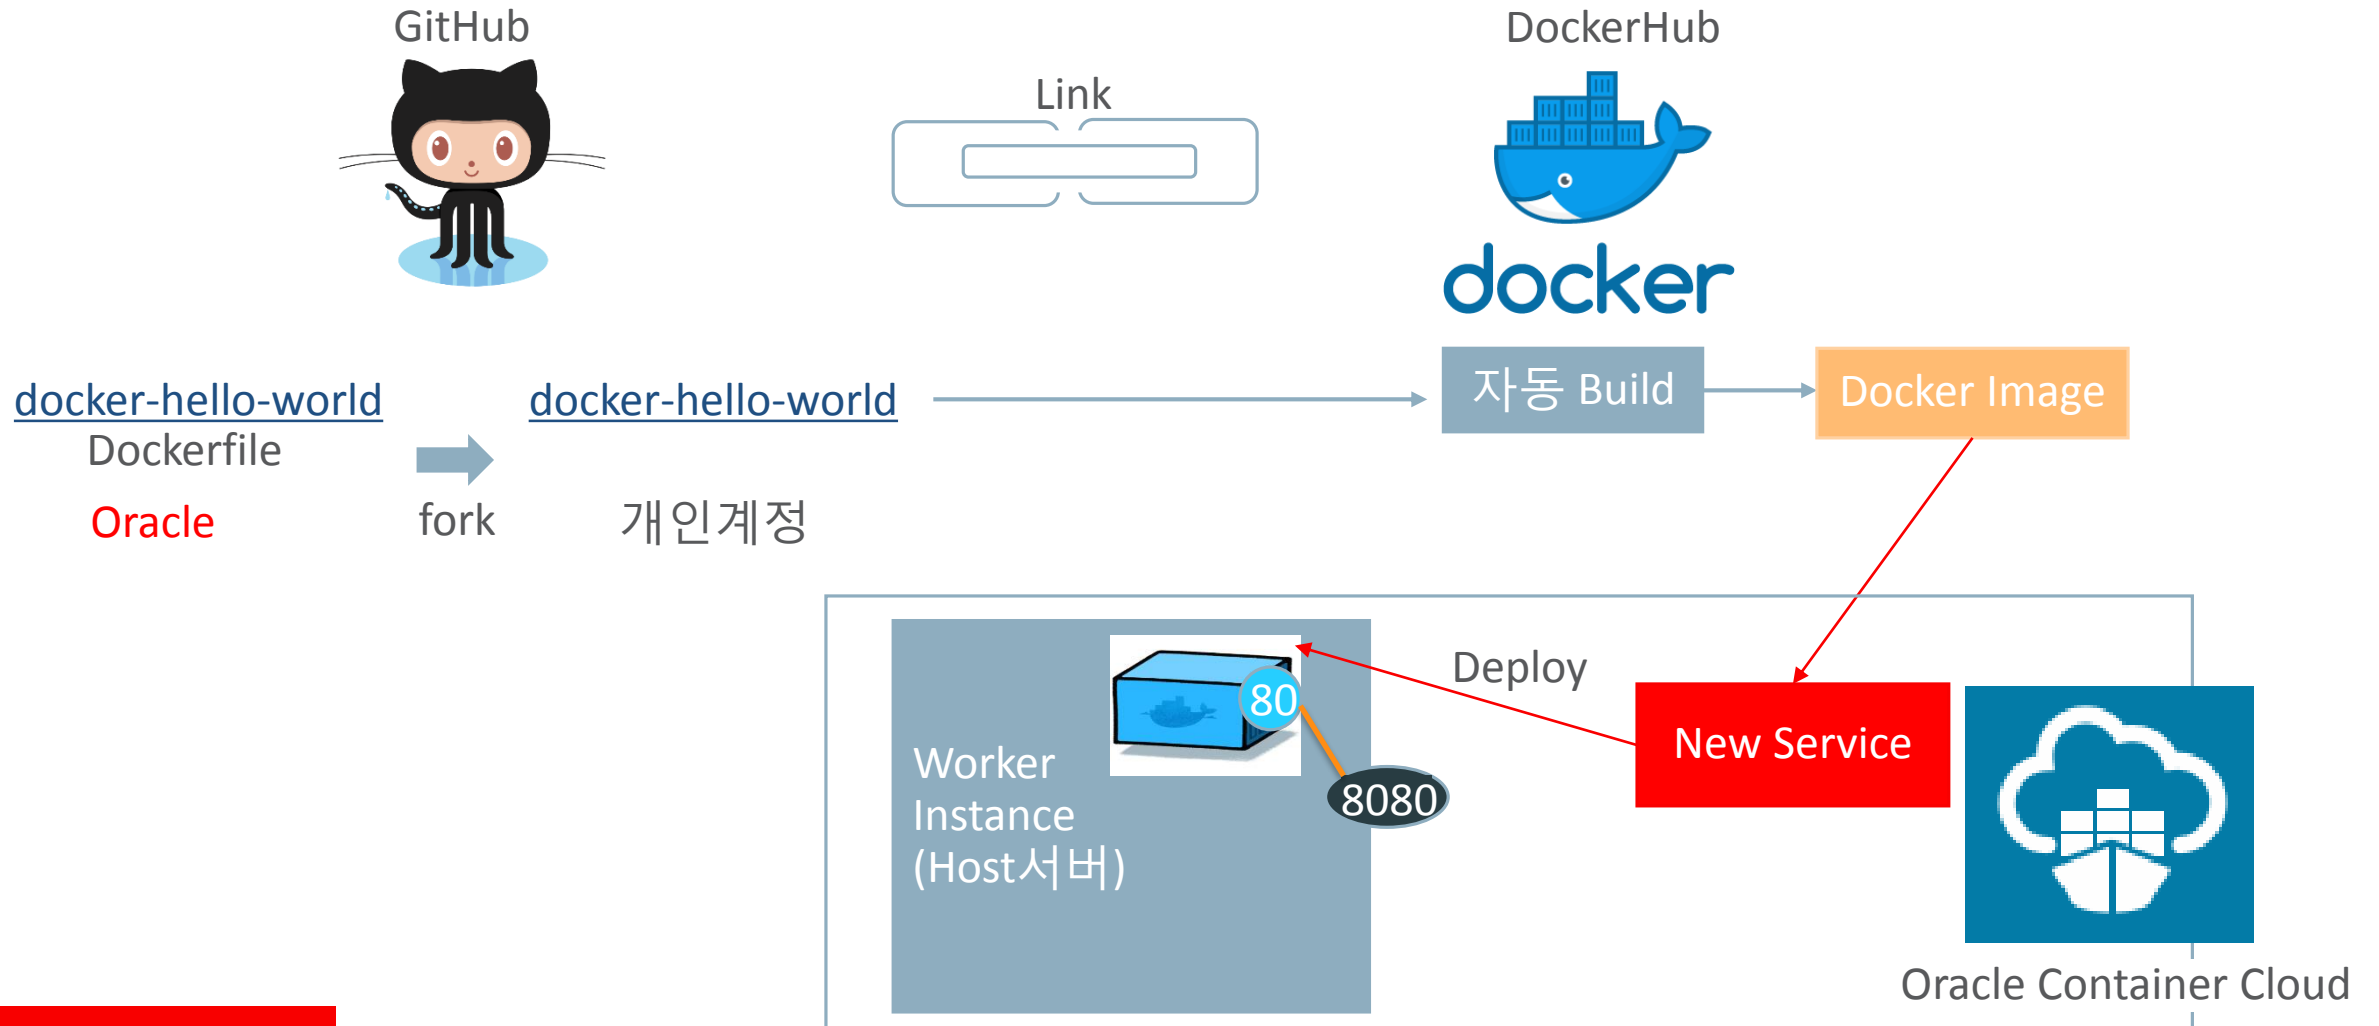 GitHub
DockerHub
Link
docker
docker-hello-world
Dockerfile
Oracle
fork
docker-hello-world
개인계정
자동 Build
Docker Image
Deploy
New Service
80
8080
Worker
Instance
(Host서버)
Oracle Container Cloud